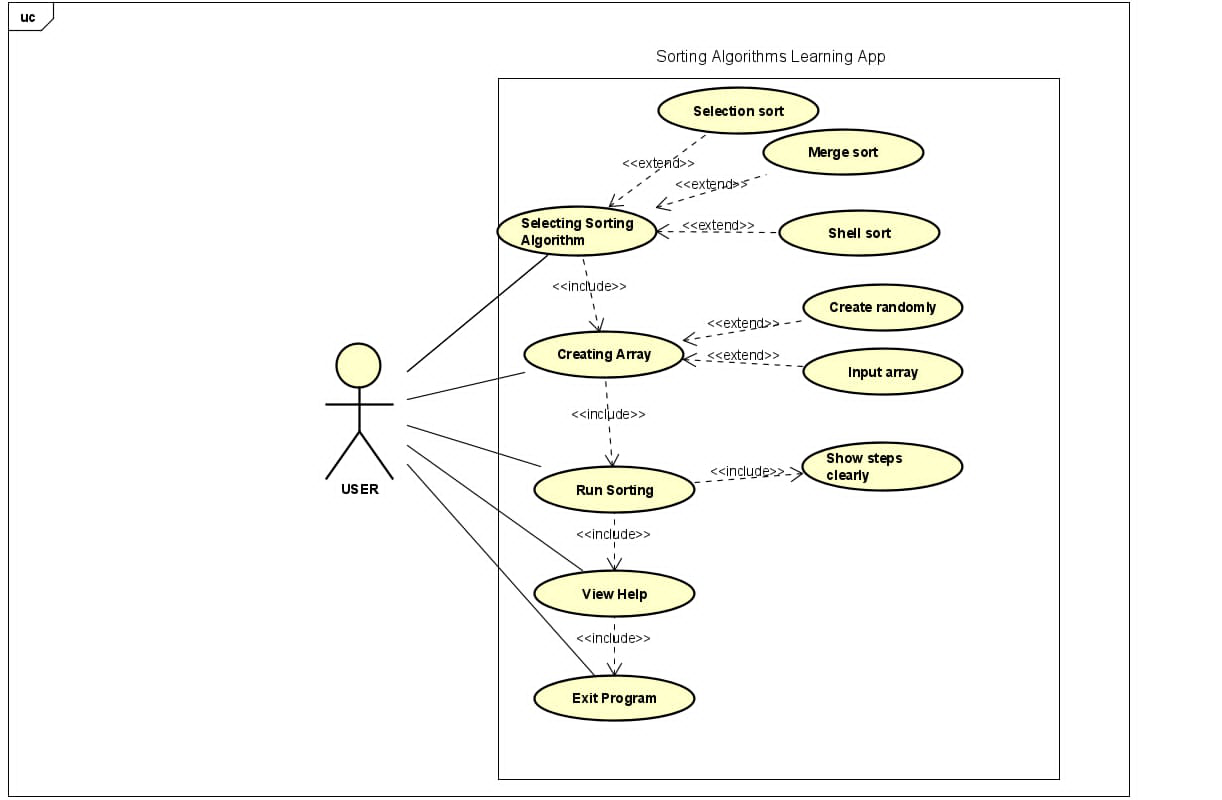 uc
Sorting Algorithms Learning App
Selection sort
Merge sort
<<extend>>
<<extend>>
Selecting Sorting
Algorithm
<<extend>>
Shell sort
<<include>>
Create randomly
<<extend>>
Creating Array
<<extend>>
Input array
<<include>>
Show steps
clearly
<<include>>
Run Sorting
USER
<<include>>
View Help
<<include>>
Exit Program